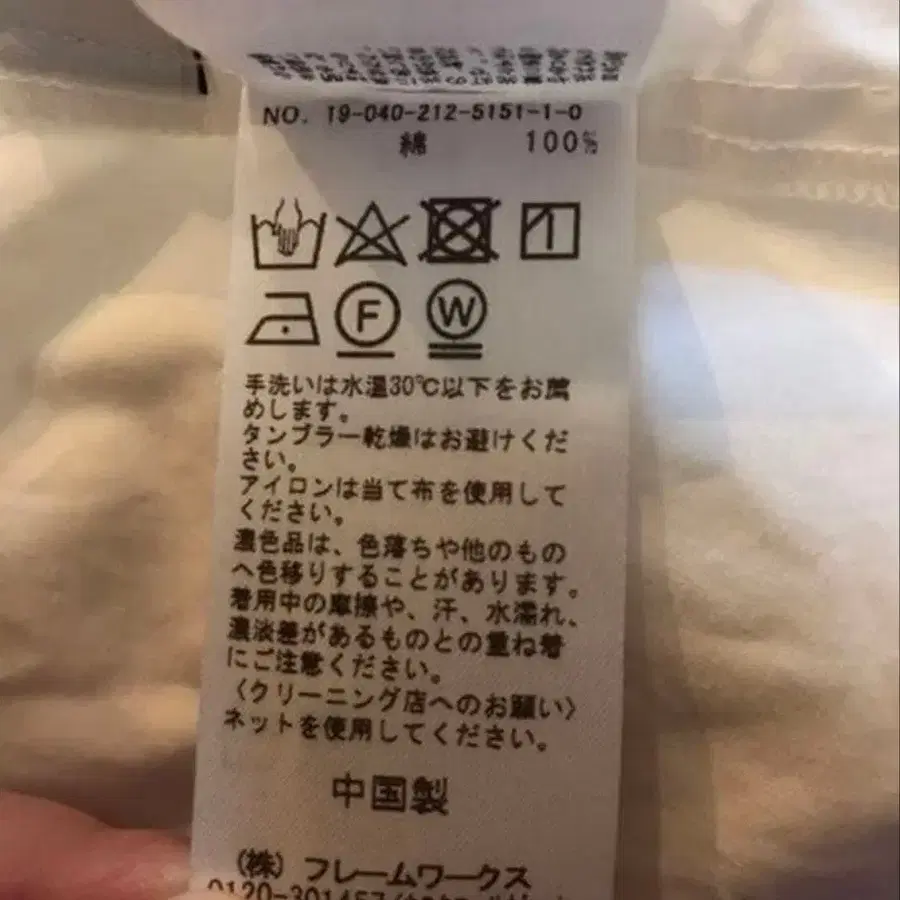 NO. 19-040-212-5151-1-0
綿 100%
F W
手洗いは水温30℃以下をお薦
めします。
タンブラー乾燥はお避けくだ
さい。
アイロンは当て布を使用して
ください。
濃色品は、色落ちや他のもの
へ色移りすることがあります。
着用中の摩擦や、汗、水濡れ、
濃淡差があるものとの重ね着
にご注意ください。
〈クリーニング店へのお願い〉
ネットを使用してください。
中国製
(株) フレームワークス